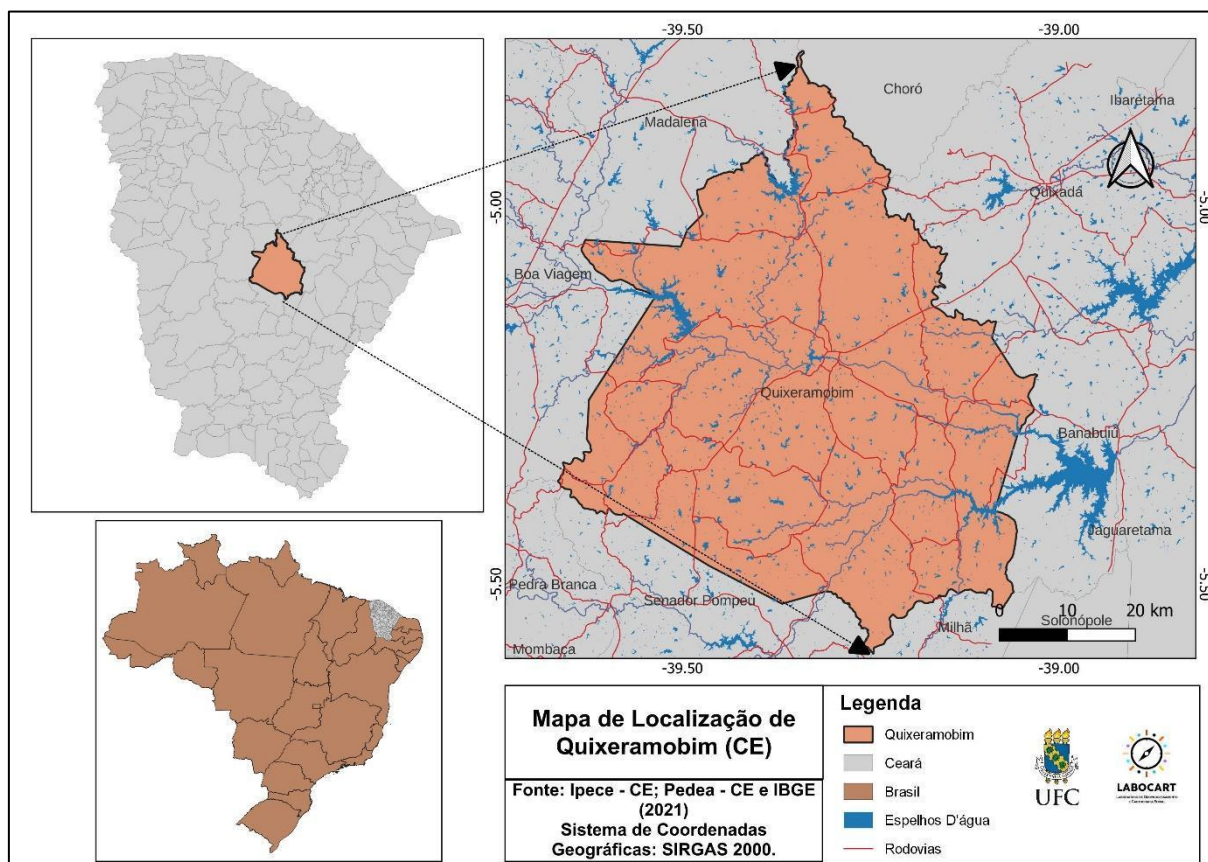 -39.50
-39.00
Choró
Ibaretama
Madalena
Quixadá
-5.00
-5.00
Boa Viagem
Quixeramobim
Banabuiú
Jaguaretama
-5.50
-5.50
Pedra Branca
Senador Pompeu
0 10 20 km
Solonópole
Milhã
Mombaça
-39.50
-39.00
Mapa de Localização de
Quixeramobim (CE)
Fonte: Ipece - CE; Pedea - CE e IBGE
(2021)
Sistema de Coordenadas
Geográficas: SIRGAS 2000.
Legenda
Quixeramobim
Ceará
Brasil
Espelhos D'água
Rodovias
UFC
LABOCART